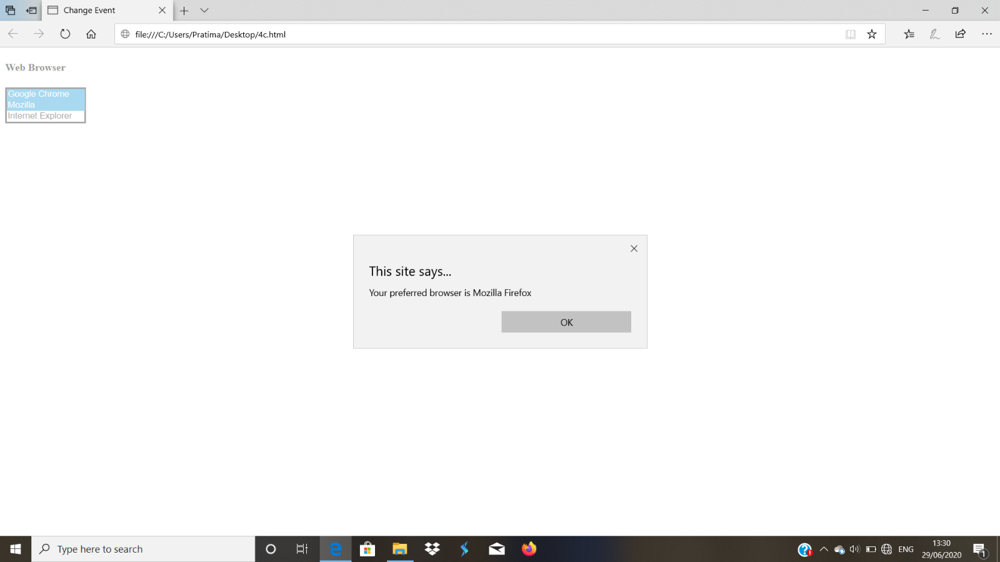 Change Event
file:///C:/Users/Pratima/Desktop/4c.html
Web Browser
Google Chrome
Mozilla
Internet Explorer
This site says...
Your preferred browser is Mozilla Firefox
OK
Type here to search
ENG
13:30
29/06/2020
1